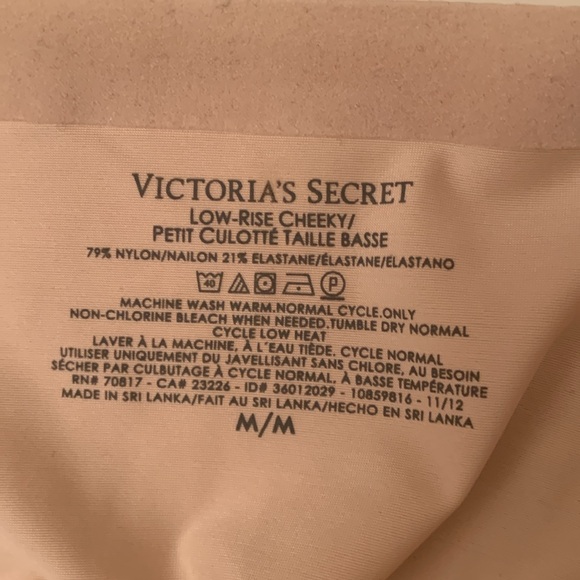 VICTORIA'S SECRET
LOW-RISE CHEEKY/
PETIT CULOTTÉ TAILLE BASSE
79% NYLON/NAILON 21% ELASTANE/ÉLASTANE/ELASTANO
40 P
MACHINE WASH WARM.NORMAL CYCLE.ONLY
NON-CHLORINE BLEACH WHEN NEEDED.TUMBLE DRY NORMAL
CYCLE LOW HEAT
LAVER À LA MACHINE, À L'EAU TIÈDE. CYCLE NORMAL
UTILISER UNIQUEMENT DU JAVELLISANT SANS CHLORE, AU BESOIN
SÉCHER PAR CULBUTAGE À CYCLE NORMAL, À BASSE TEMPÉRATURE
RN# 70817 - CA# 23226 - ID# 36012029 - 10859816 - 11/12
MADE IN SRI LANKA/FAIT AU SRI LANKA/HECHO EN SRI LANKA
M/M